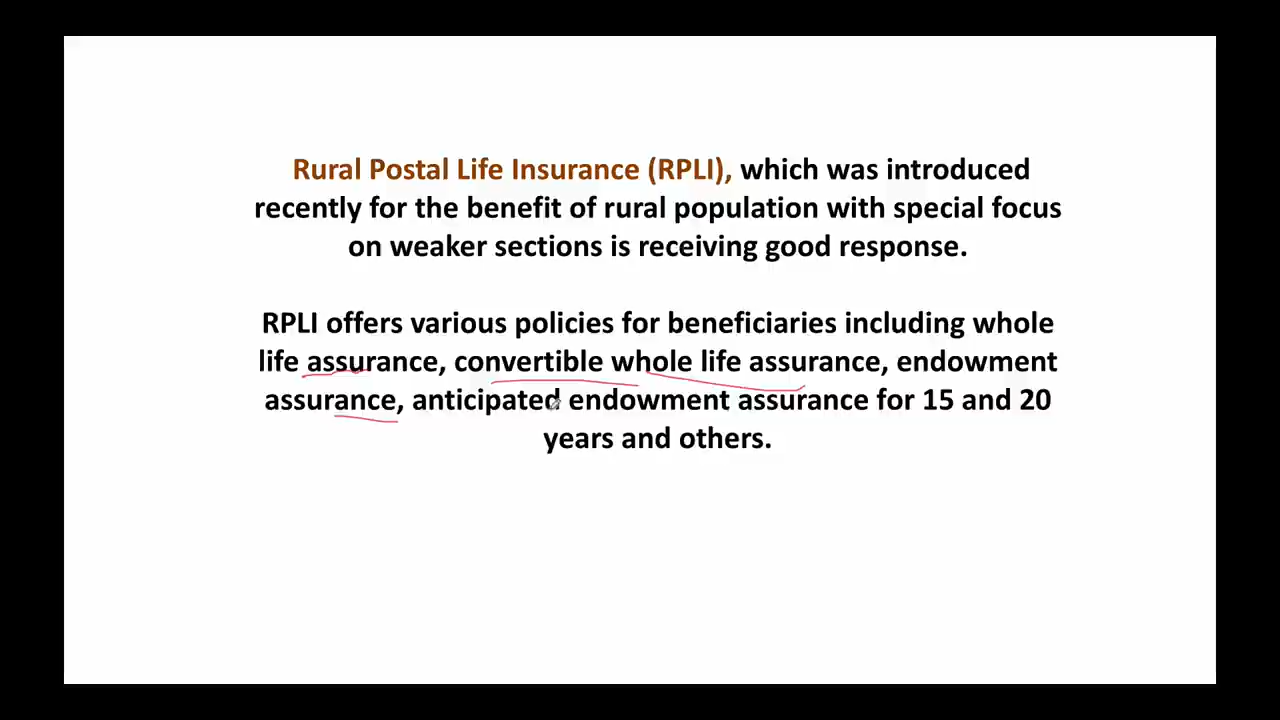 Rural Postal Life Insurance (RPLI), which was introduced
recently for the benefit of rural population with special focus
on weaker sections is receiving good response.
RPLI offers various policies for beneficiaries including whole
life assurance, convertible whole life assurance, endowment
assurance, anticipated endowment assurance for 15 and 20
years and others.